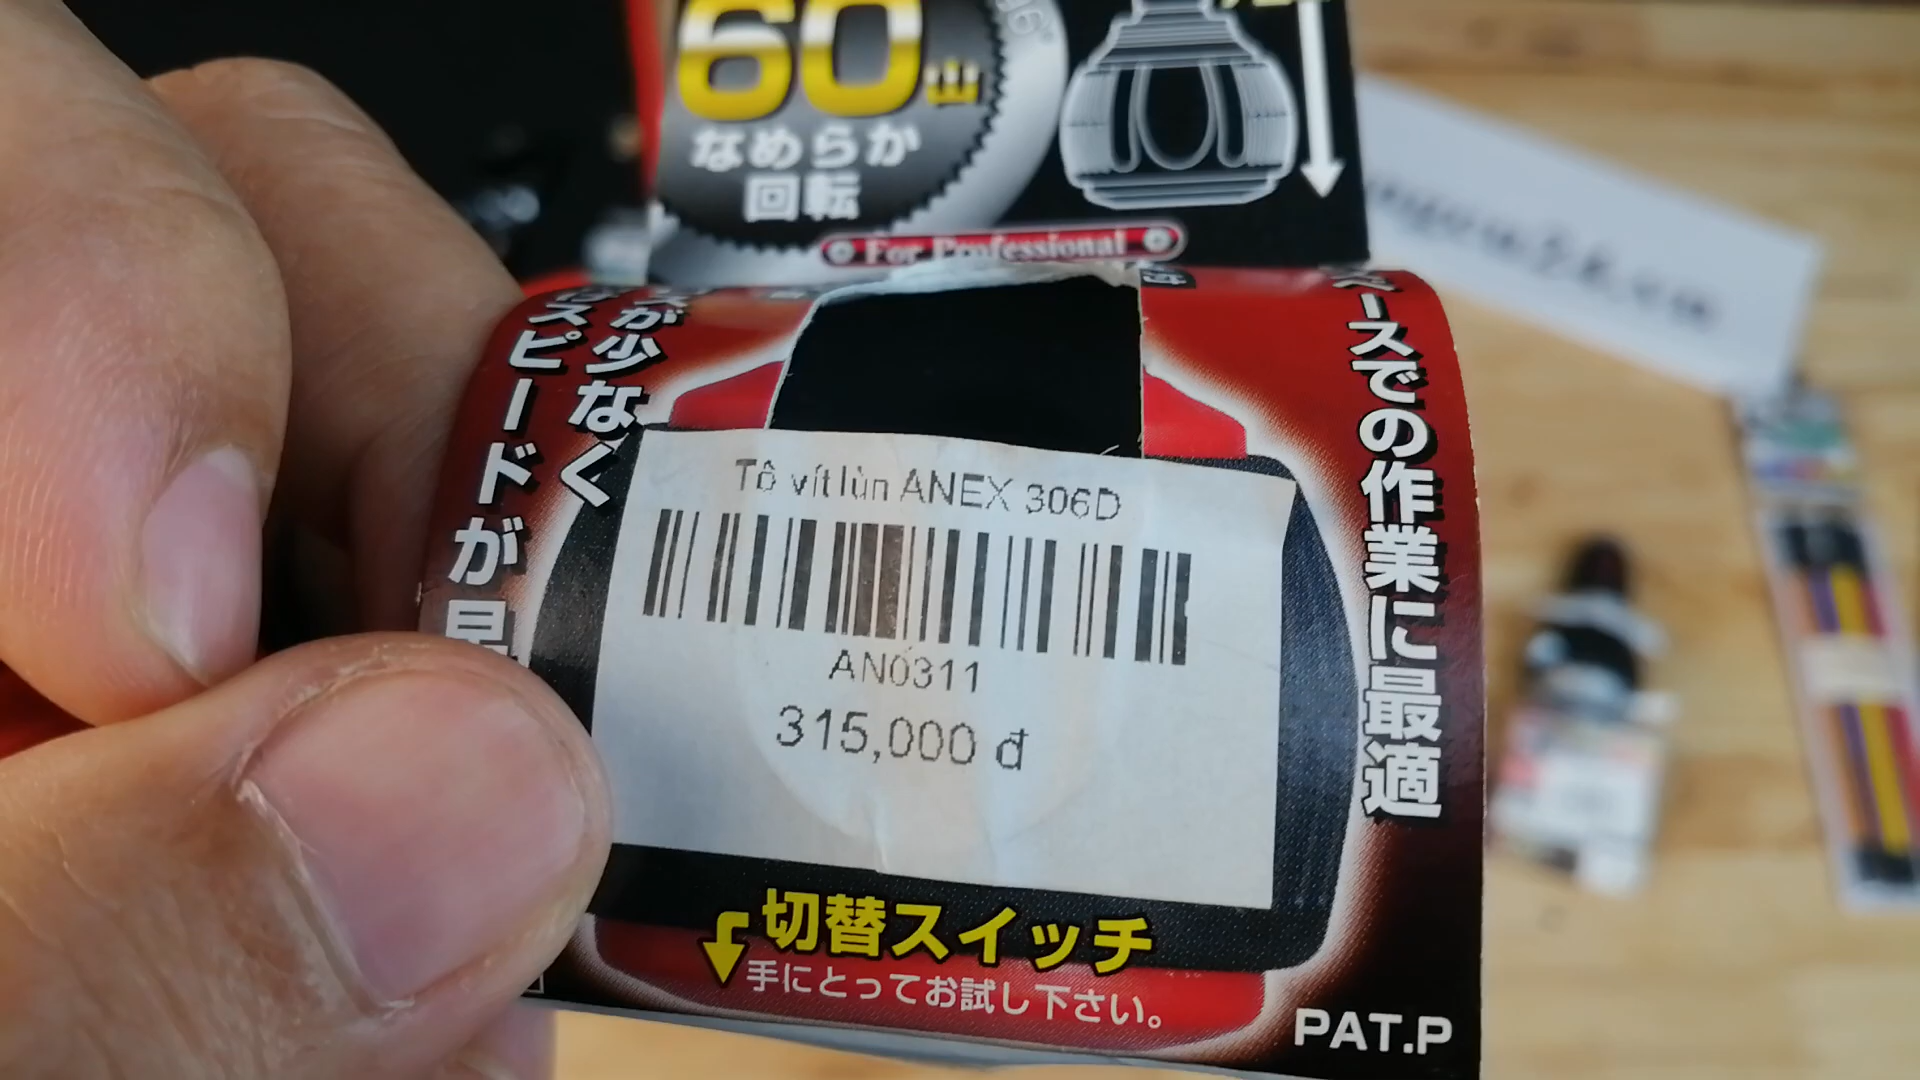 60山
なめらか
回転
For Professional
が少なく
スピードが早
ースでの作業に最適
Tô vít lùn ANEX 306D
AN0311
315,000 đ
切替スイッチ
手にとってお試し下さい。
PAT.P